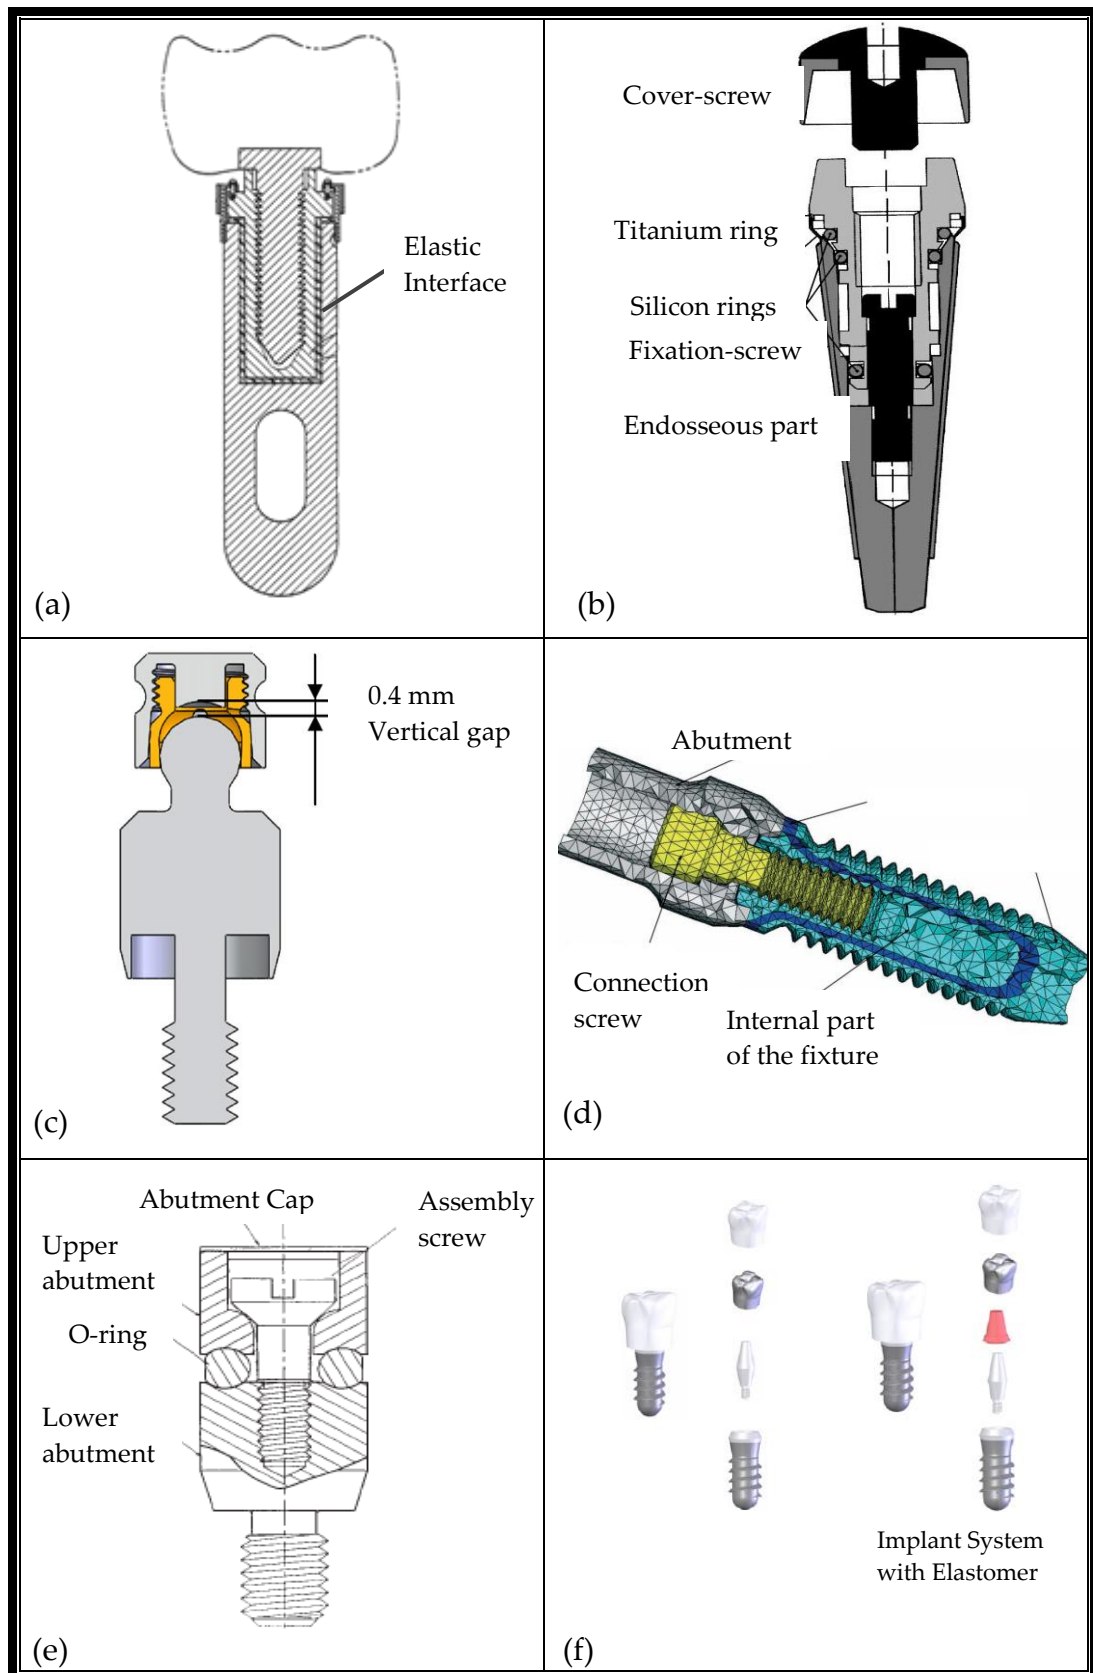 Elastic
Interface
(a)
Cover-screw
Titanium ring
Silicon rings
Fixation-screw
Endosseous part
(b)
0.4 mm
Vertical gap
(c)
Abutment
Connection
screw
Internal part
of the fixture
(d)
Abutment Cap
Assembly
screw
Upper
abutment
O-ring
Lower
abutment
(e)
Implant System
with Elastomer
(f)